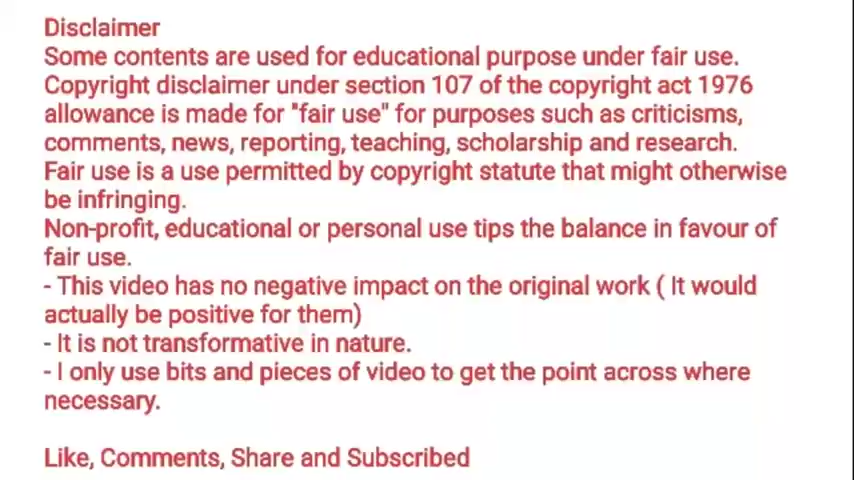 Disclaimer
Some contents are used for educational purpose under fair use.
Copyright disclaimer under section 107 of the copyright act 1976
allowance is made for "fair use" for purposes such as criticisms,
comments, news, reporting, teaching, scholarship and research.
Fair use is a use permitted by copyright statute that might otherwise
be infringing.
Non-profit, educational or personal use tips the balance in favour of
fair use.
- This video has no negative impact on the original work ( It would
actually be positive for them)
- It is not transformative in nature.
- I only use bits and pieces of video to get the point across where
necessary.
Like, Comments, Share and Subscribed